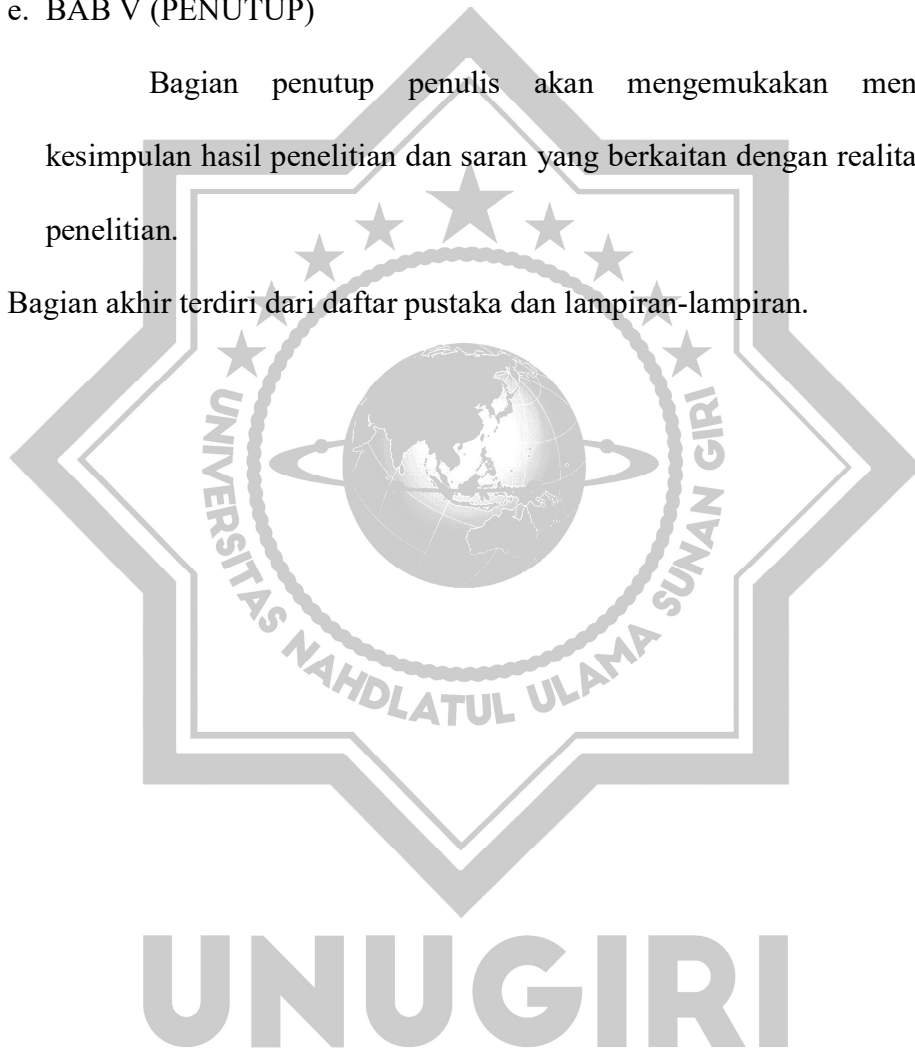 e. BAB V (PENUTUP)
Bagian penutup penulis akan mengemukakan men
kesimpulan hasil penelitian dan saran yang berkaitan dengan realita
penelitian.
Bagian akhir terdiri dari daftar pustaka dan lampiran-lampiran.
UNIVERSITAS NAHDLATUL ULAMA SUNAN GIRI
UNUGIRI